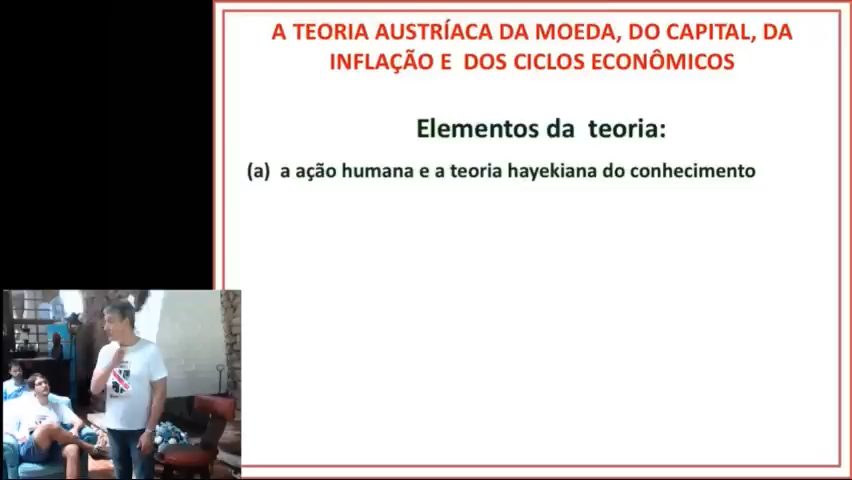 A TEORIA AUSTRÍACA DA MOEDA, DO CAPITAL, DA
INFLAÇÃO E DOS CICLOS ECONÔMICOS
Elementos da teoria:
(a) a ação humana e a teoria hayekiana do conhecimento